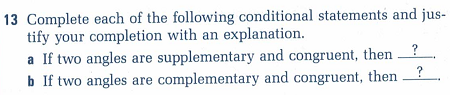 13 Complete each of the following conditional statements and jus-
tify your completion with an explanation.
a If two angles are supplementary and congruent, then ?.
b If two angles are complementary and congruent, then ?.